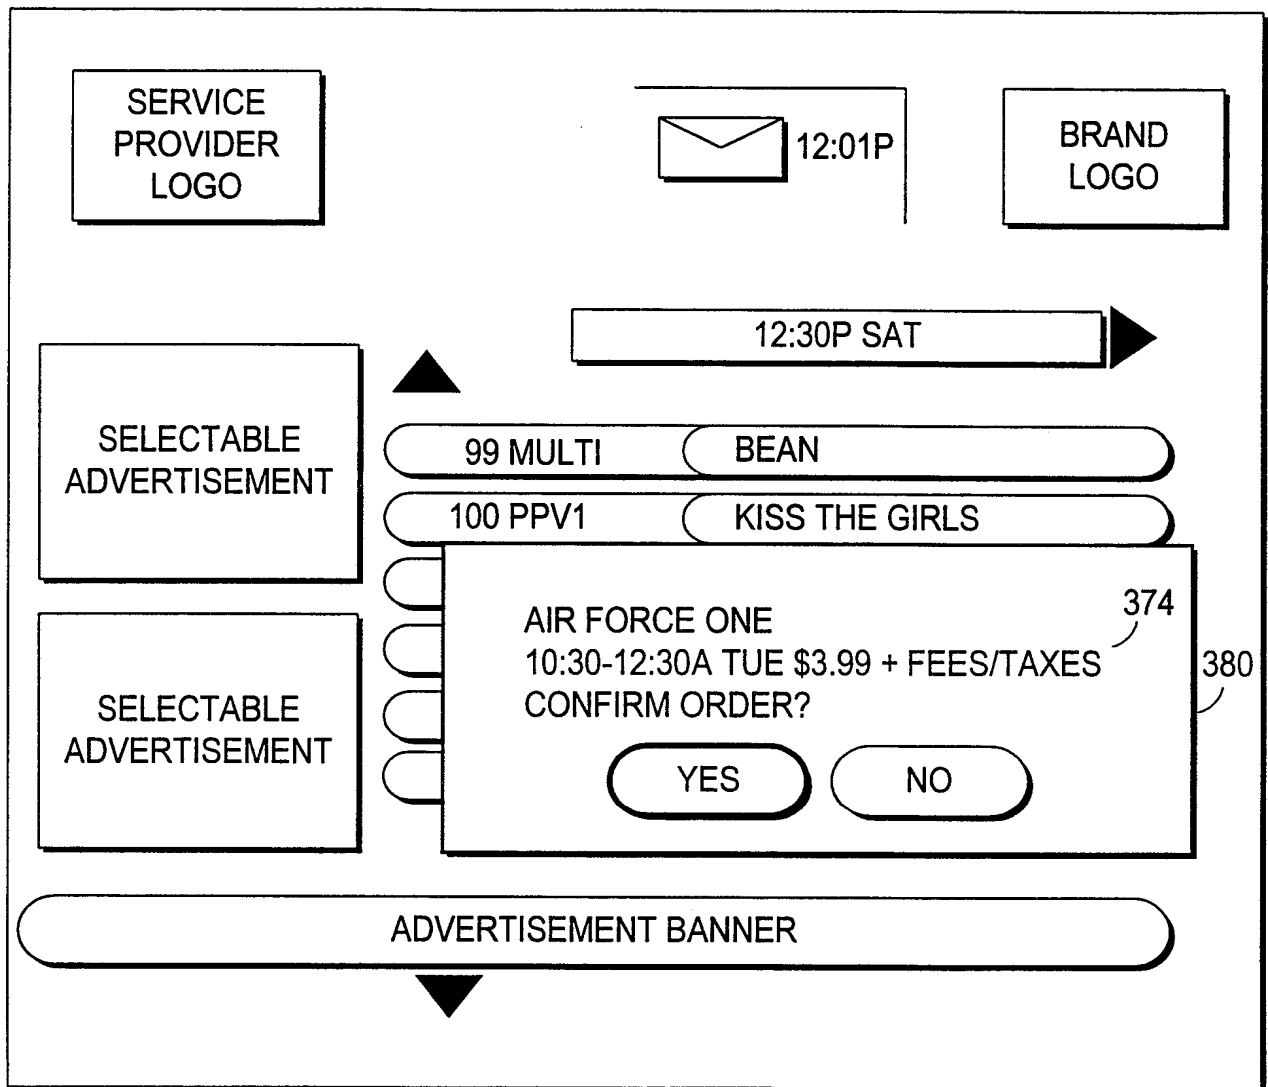 SERVICE
PROVIDER
LOGO
12:01P
BRAND
LOGO
12:30P SAT
SELECTABLE
ADVERTISEMENT
99 MULTI
BEAN
100 PPV1
KISS THE GIRLS
AIR FORCE ONE
10:30-12:30A TUE $3.99 + FEES/TAXES
CONFIRM ORDER?
374
380
YES
NO
SELECTABLE
ADVERTISEMENT
ADVERTISEMENT BANNER